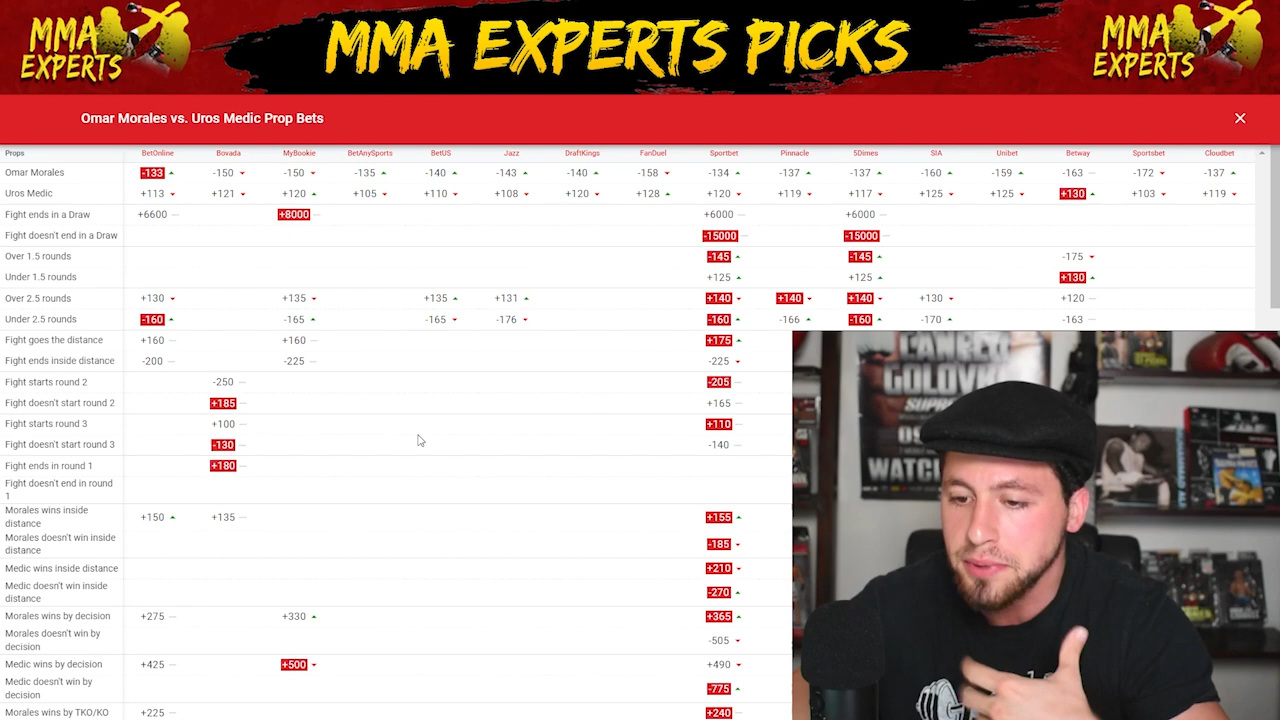 MMA EXPERTS
MMA EXPERTS PICKS
MMA EXPERTS
Omar Morales vs. Uros Medic Prop Bets ×
Props BetOnline Bovada MyBookie BetAnySports BetUS Jazz DraftKings FanDuel Sportbet Pinnacle 5Dimes SIA Unibet Betway Sportsbet Cloudbet
Omar Morales -133 -150 -150 -135 -140 -143 -140 -158 -134 -137 -137 -160 -159 -163 -172 -137
Uros Medic +113 +121 +120 +105 +110 +108 +120 +128 +120 +119 +117 +125 +125 +130 +103 +119
Fight ends in a Draw +6600 +8000 +6000 +6000
Fight doesn't end in a Draw -15000 -15000
Over 1.5 rounds -145 -145 -175
Under 1.5 rounds +125 +125 +130
Over 2.5 rounds +130 +135 +135 +131 +140 +140 +140 +130 +120
Under 2.5 rounds -160 -165 -165 -176 -160 -166 -160 -170 -163
Fight goes the distance +160 +160 +175
Fight ends inside distance -200 -225 -225
Fight starts round 2 -250 -205
Fight doesn't start round 2 +185 +165
Fight starts round 3 +100 +110
Fight doesn't start round 3 -130 -140
Fight ends in round 1 +180
Fight doesn't end in round
1
Morales wins inside
distance +150 +135 +155
Morales doesn't win inside
distance -185
Medic wins inside distance +210
Medic doesn't win inside
distance -270
Morales wins by decision +275 +330 +365
Morales doesn't win by
decision -505
Medic wins by decision +425 +500 +490
Medic doesn't win by
decision -775
Morales wins by TKO/KO +225 +240
CANELO
GOLOVKIN
WATCH